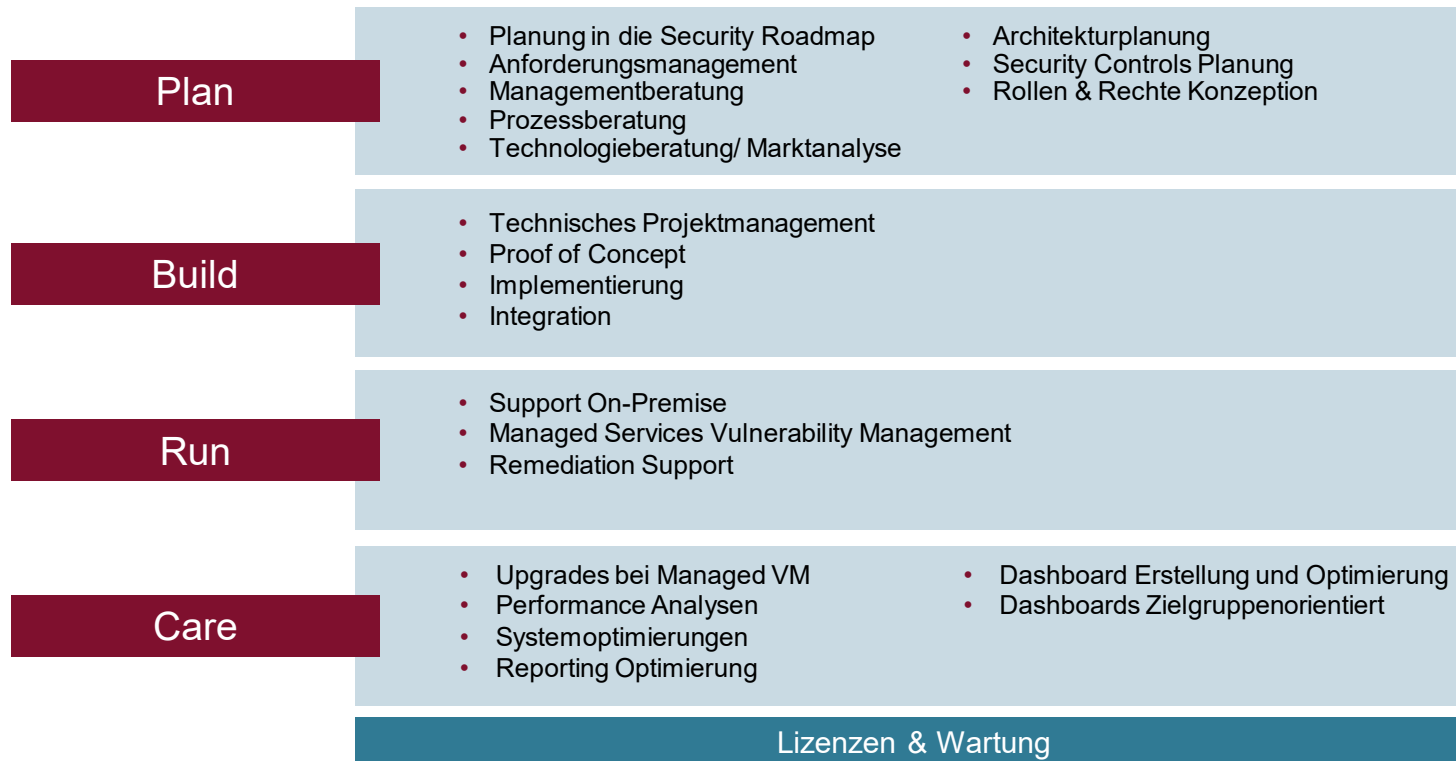 Plan
• Planung in die Security Roadmap
• Anforderungsmanagement
• Managementberatung
• Prozessberatung
• Technologieberatung/ Marktanalyse
• Architekturplanung
• Security Controls Planung
• Rollen & Rechte Konzeption
Build
• Technisches Projektmanagement
• Proof of Concept
• Implementierung
• Integration
Run
• Support On-Premise
• Managed Services Vulnerability Management
• Remediation Support
Care
• Upgrades bei Managed VM
• Performance Analysen
• Systemoptimierungen
• Reporting Optimierung
• Dashboard Erstellung und Optimierung
• Dashboards Zielgruppenorientiert
Lizenzen & Wartung